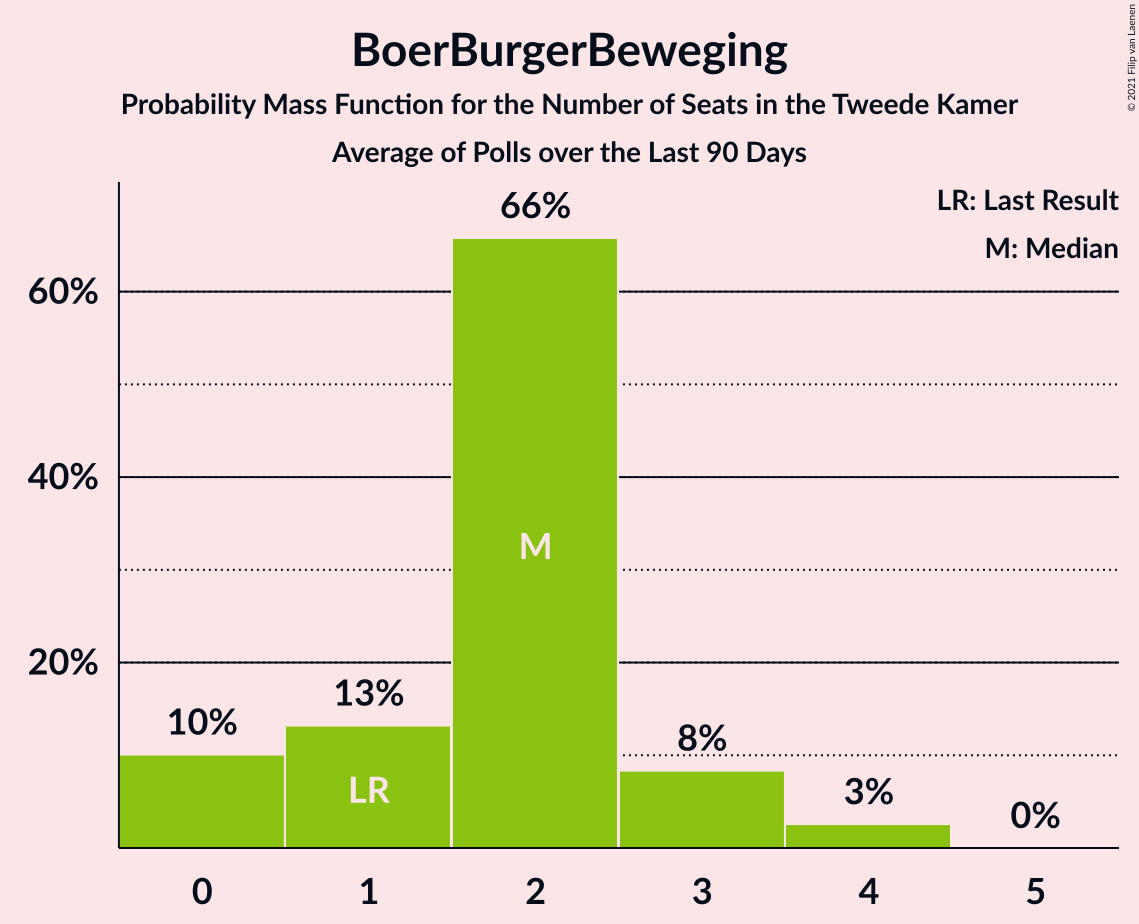 BoerBurgerBeweging
Probability Mass Function for the Number of Seats in the Tweede Kamer
Average of Polls over the Last 90 Days
© 2021 Filip van Laenen
LR: Last Result
M: Median
66%
60%
40%
M
20%
13%
10%
8%
LR
3%
0%
0 1 2 3 4 5